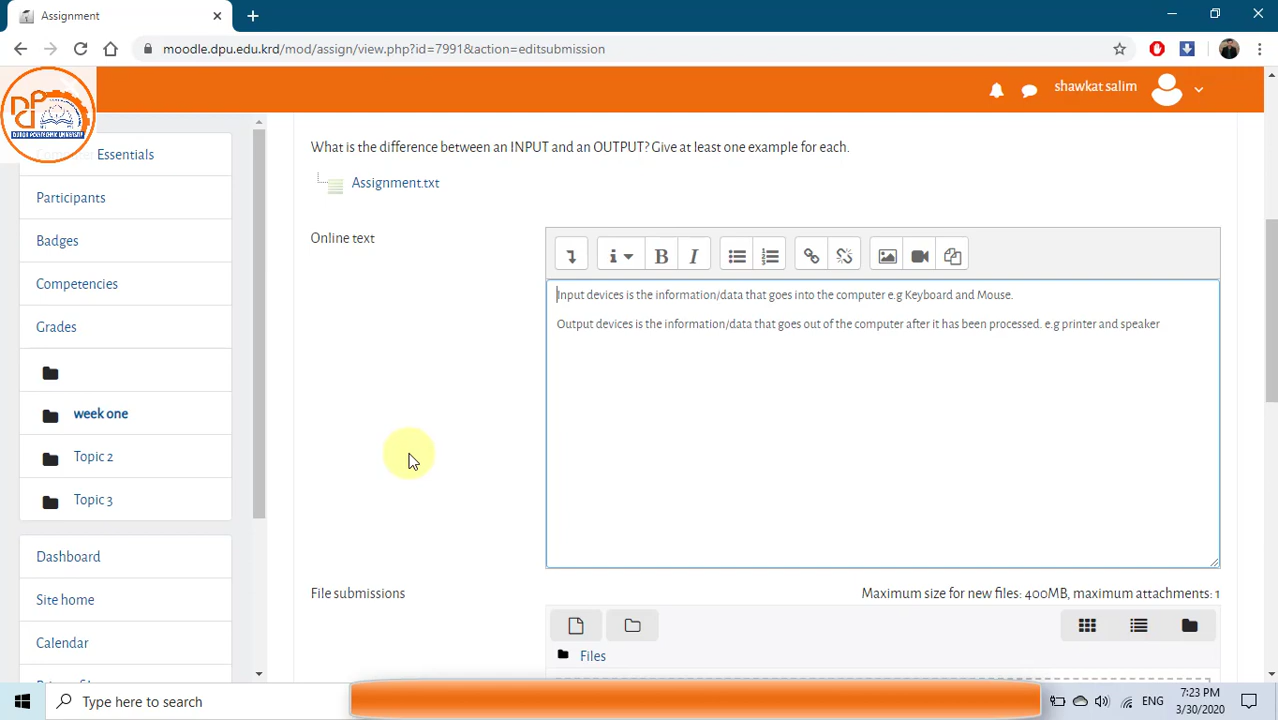 Assignment
moodle.dpu.edu.krd/mod/assign/view.php?id=7991&action=editsubmission
shawkat salim
DPU
DUHOK POLYTECHNIC UNIVERSITY
Essentials
Participants
Badges
Competencies
Grades
week one
Topic 2
Topic 3
Dashboard
Site home
Calendar
What is the difference between an INPUT and an OUTPUT? Give at least one example for each.
Assignment.txt
Online text
Input devices is the information/data that goes into the computer e.g Keyboard and Mouse.
Output devices is the information/data that goes out of the computer after it has been processed. e.g printer and speaker
File submissions
Maximum size for new files: 400MB, maximum attachments: 1
Files
Type here to search
ENG
7:23 PM
3/30/2020